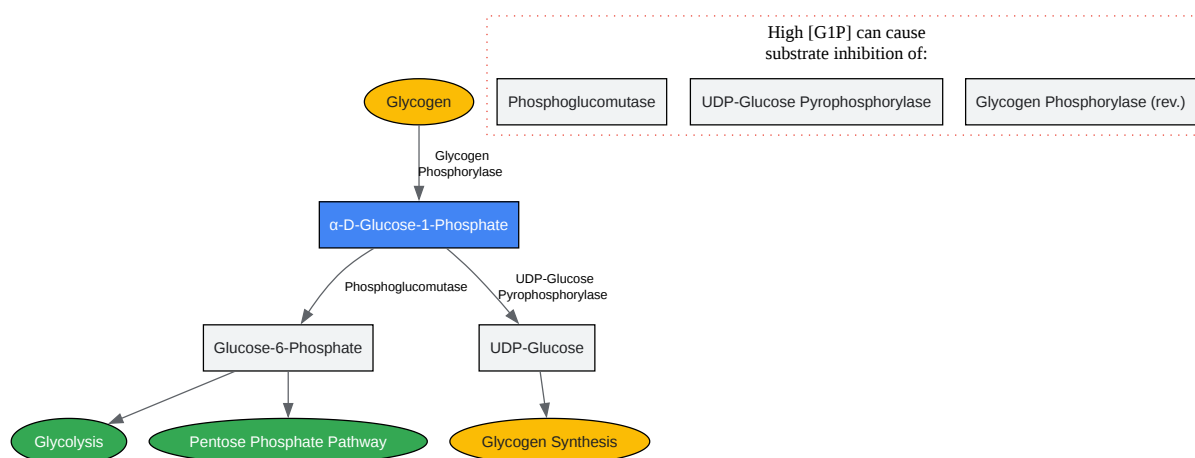 High [G1P] can cause
substrate inhibition of:
Glycogen
Phosphoglucomutase
UDP-Glucose Pyrophosphorylase
Glycogen Phosphorylase (rev.)
Glycogen
Phosphorylase
α-D-Glucose-1-Phosphate
Phosphoglucomutase
UDP-Glucose
Pyrophosphorylase
Glucose-6-Phosphate
UDP-Glucose
Glycolysis
Pentose Phosphate Pathway
Glycogen Synthesis